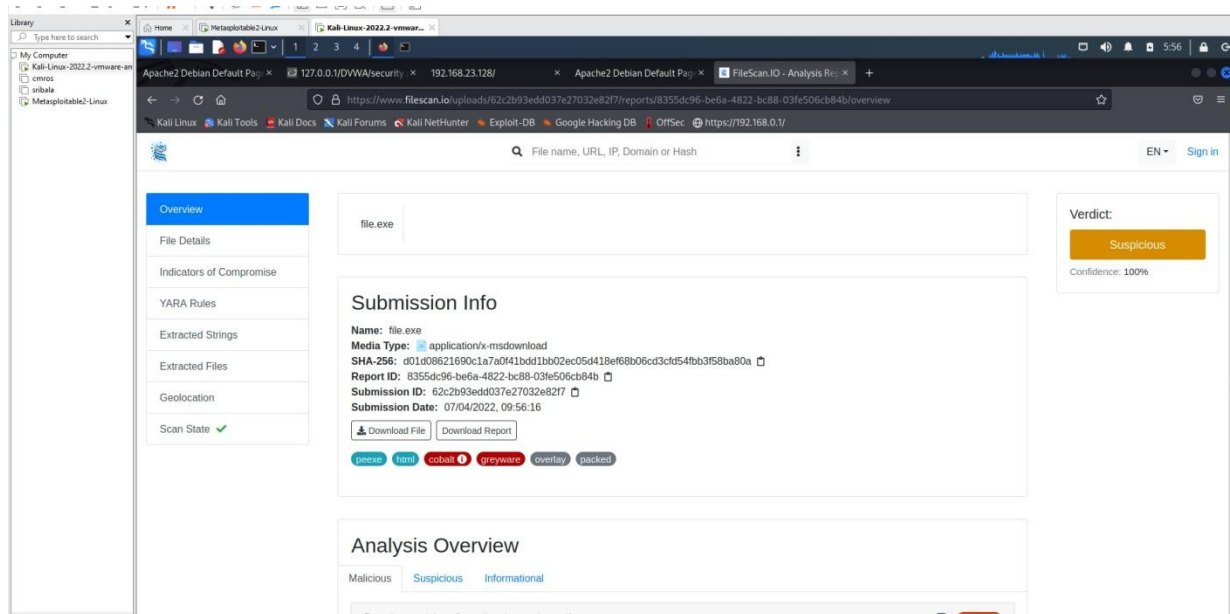 Library
Type here to search
My Computer
Kali-Linux-2022.2-vmware-am
cmros
sribala
Metasploitable2-Linux
Home
Metasploitable2-Linux
Kali-Linux-2022.2-vmwar...
1 2 3 4
5:56
Apache2 Debian Default Pag
127.0.0.1/DVWA/security
192.168.23.128/
Apache2 Debian Default Pag
FileScan.IO - Analysis Rep
https://www.filescan.io/uploads/62c2b93edd037e27032e82f7/reports/8355dc96-be6a-4822-bc88-03fe506cb84b/overview
Kali Linux Kali Tools Kali Docs Kali Forums Kali NetHunter Exploit-DB Google Hacking DB OffSec https://192.168.0.1/
File name, URL, IP, Domain or Hash
EN
Sign in
Overview
File Details
Indicators of Compromise
YARA Rules
Extracted Strings
Extracted Files
Geolocation
Scan State
file.exe
Verdict:
Suspicious
Confidence: 100%
Submission Info
Name: file.exe
Media Type: application/x-msdownload
SHA-256: d01d08621690c1a7a0f41bdd1bb02ec05d418ef68b06cd3cfd54fbb3f58ba80a
Report ID: 8355dc96-be6a-4822-bc88-03fe506cb84b
Submission ID: 62c2b93edd037e27032e82f7
Submission Date: 07/04/2022, 09:56:16
Download File
Download Report
peexe html cobalt greyware overlay packed
Analysis Overview
Malicious
Suspicious
Informational